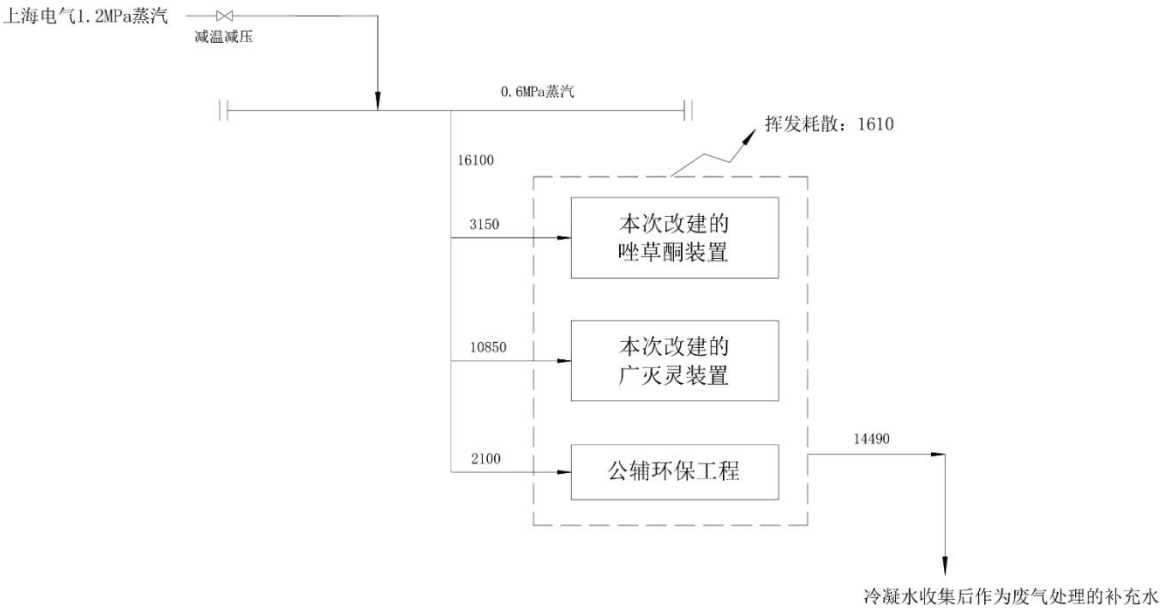 上海电气1.2MPa蒸汽
减温减压
0.6MPa蒸汽
挥发耗散：1610
16100
3150
本次改建的
唑草酮装置
10850
本次改建的
广灭灵装置
14490
2100
公辅环保工程
冷凝水收集后作为废气处理的补充水